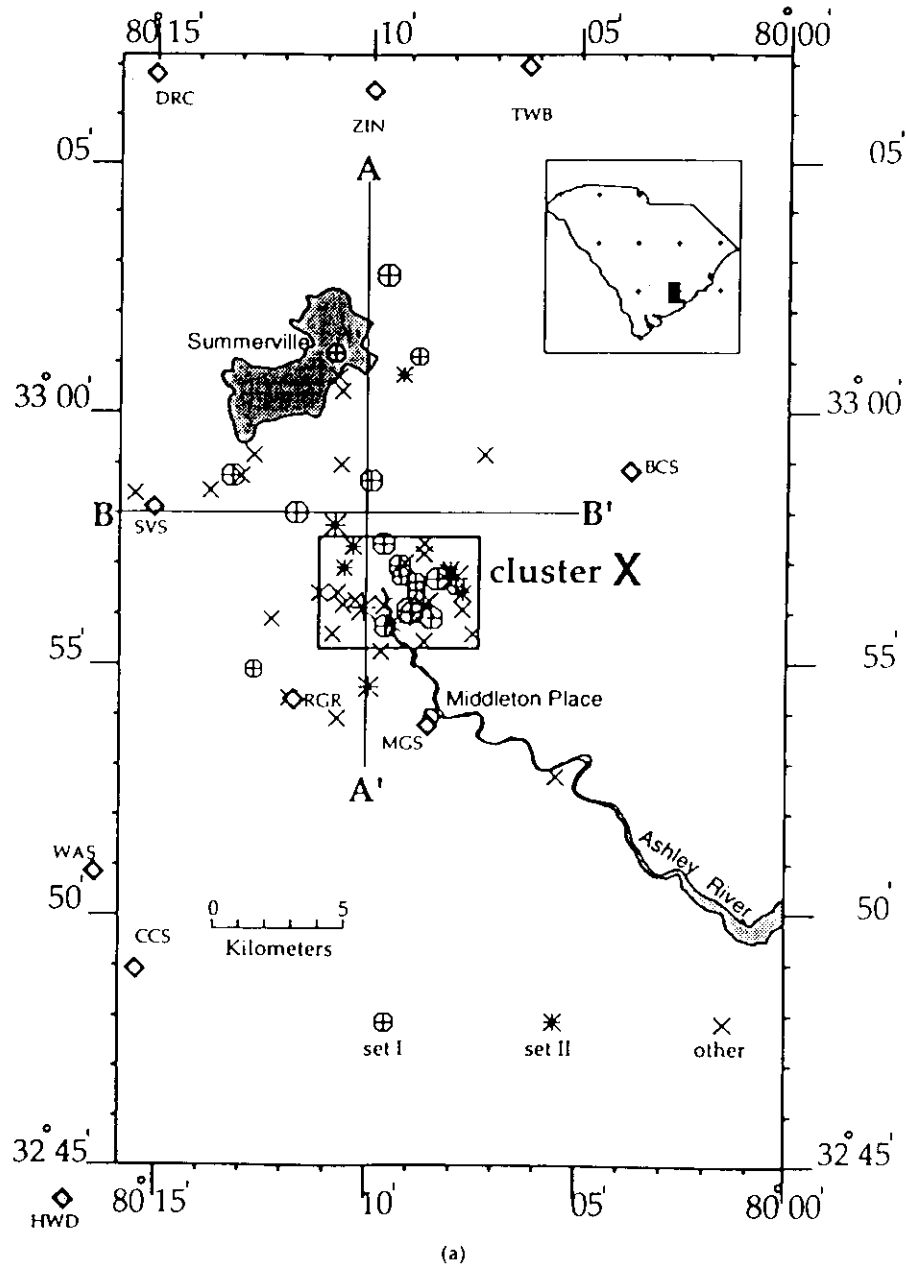 80° 15' 10' 05' 80° 00'
DRC
ZIN
TWB
05' 05'
A
Summerville
33° 00' 33° 00'
BCS
B B'
SVS
cluster X
55' 55'
RGR
Middleton Place
MGS
A'
WAS
Ashley River
50' 50'
0 5
Kilometers
CCS
set I set II other
32° 45' 32° 45'
80° 15' 10' 05' 80° 00'
HWD
(a)